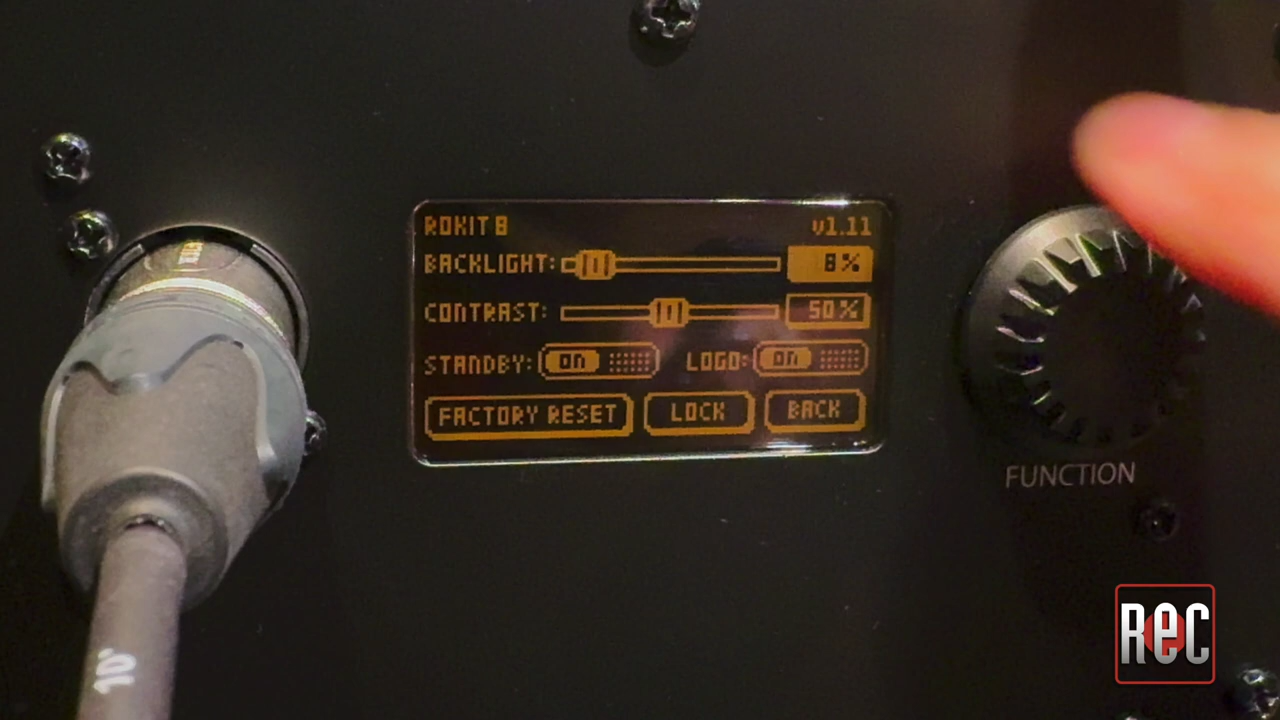 ROKIT 8 v1.11
BACKLIGHT: 8%
CONTRAST: 50%
STANDBY: ON LOGO: ON
FACTORY RESET LOCK BACK
FUNCTION
10'
REC